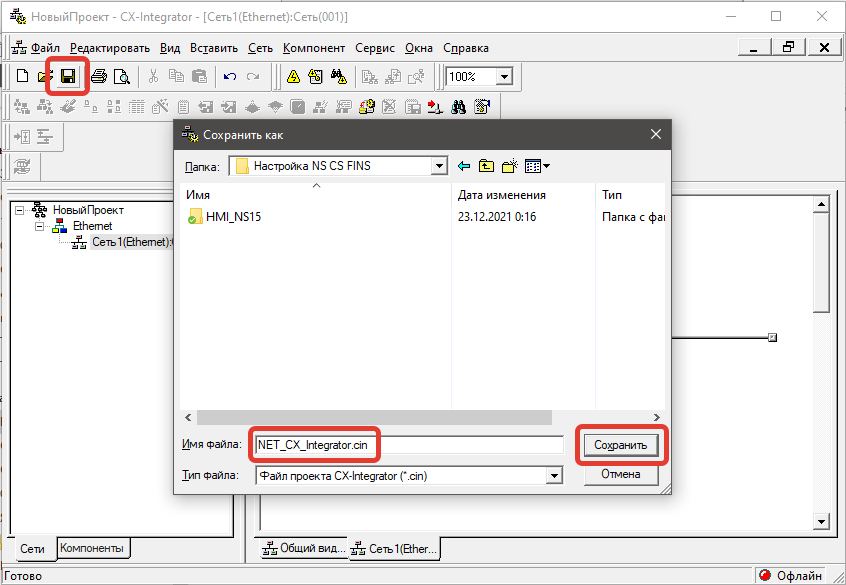 НовыйПроект - CX-Integrator - [Сеть1(Ethernet):Сеть(001)]
Файл Редактировать Вид Вставить Сеть Компонент Сервис Окна Справка
100%
Сохранить как
Папка: Настройка NS CS FINS
Имя Дата изменения Тип
HMI_NS15 23.12.2021 0:16 Папка с фа
НовыйПроект
Ethernet
Сеть1(Ethernet):
Имя файла: NET_CX_Integrator.cin Сохранить
Тип файла: Файл проекта CX-Integrator (*.cin) Отмена
Сети Компоненты Общий вид... Сеть1(Ether...
Готово Офлайн